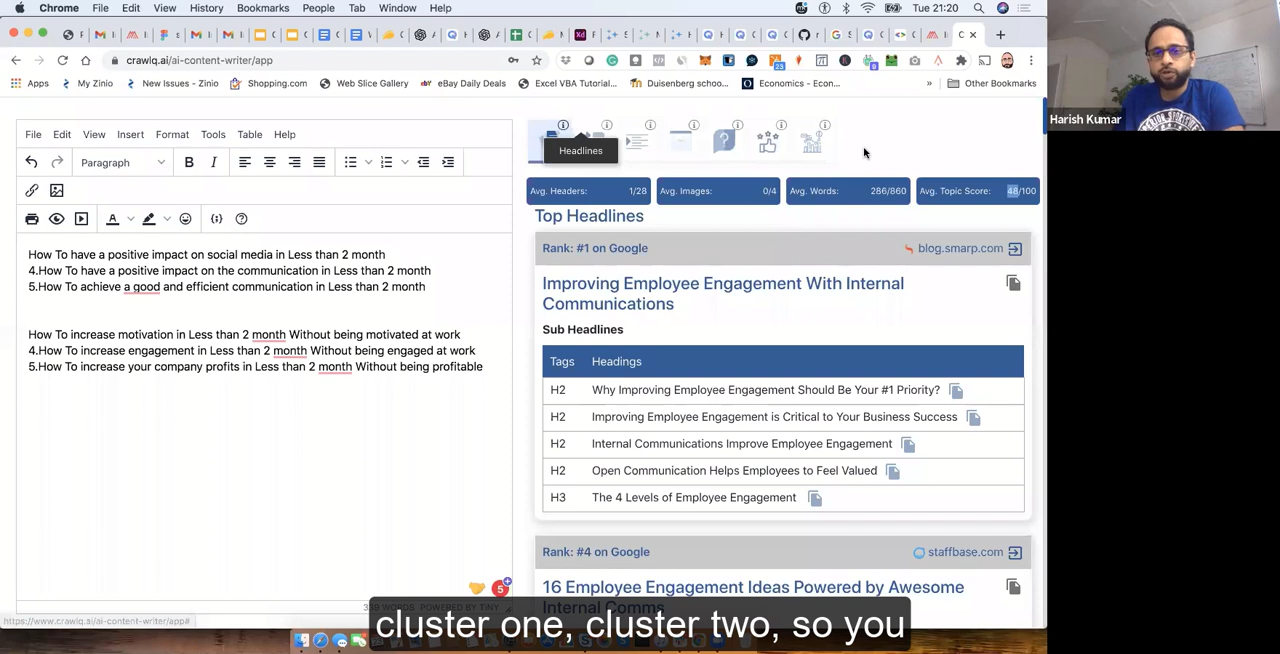 Chrome File Edit View History Bookmarks People Tab Window Help
Tue 21:20
crawlq.ai/ai-content-writer/app
Apps My Zinio New Issues - Zinio Shopping.com Web Slice Gallery eBay Daily Deals Excel VBA Tutorial... Duisenberg schoo... Economics - Econ... » Other Bookmarks
23
9
Harish Kumar
File Edit View Insert Format Tools Table Help
Paragraph B I
A
Headlines
Avg. Headers: 1/28 Avg. Images: 0/4 Avg. Words: 286/860 Avg. Topic Score: 48/100
How To have a positive impact on social media in Less than 2 month
4.How To have a positive impact on the communication in Less than 2 month
5.How To achieve a good and efficient communication in Less than 2 month
How To increase motivation in Less than 2 month Without being motivated at work
4.How To increase engagement in Less than 2 month Without being engaged at work
5.How To increase your company profits in Less than 2 month Without being profitable
Top Headlines
Rank: #1 on Google blog.smarp.com
Improving Employee Engagement With Internal
Communications
Sub Headlines
Tags Headings
H2 Why Improving Employee Engagement Should Be Your #1 Priority?
H2 Improving Employee Engagement is Critical to Your Business Success
H2 Internal Communications Improve Employee Engagement
H2 Open Communication Helps Employees to Feel Valued
H3 The 4 Levels of Employee Engagement
Rank: #4 on Google staffbase.com
16 Employee Engagement Ideas Powered by Awesome
Internal Comms
5
WORDS POWERED BY TINY
https://www.crawlq.ai/ai-content-writer/app#
cluster one, cluster two, so you